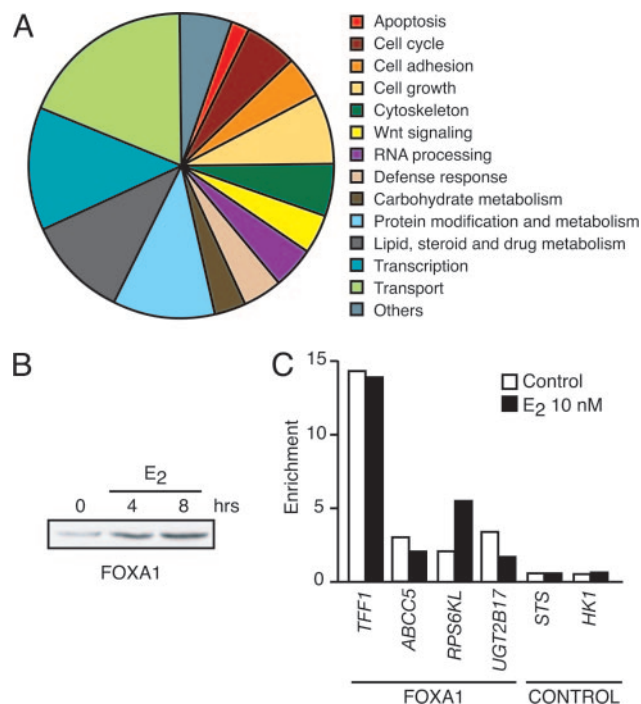 A
Apoptosis
Cell cycle
Cell adhesion
Cell growth
Cytoskeleton
Wnt signaling
RNA processing
Defense response
Carbohydrate metabolism
Protein modification and metabolism
Lipid, steroid and drug metabolism
Transcription
Transport
Others
B
E2
0 4 8 hrs
FOXA1
C
Control
E2 10 nM
Enrichment
15
10
5
0
TFF1
ABCC5
RPS6KL
UGT2B17
STS
HK1
FOXA1
CONTROL